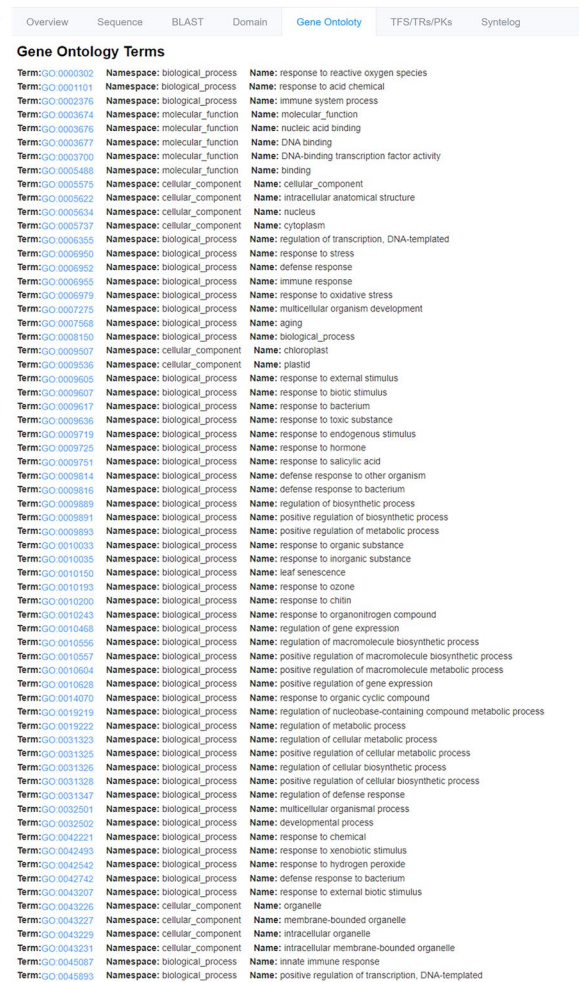 Overview Sequence BLAST Domain Gene Ontoloty TFS/TRs/PKs Syntelog
Gene Ontology Terms
Term:GO:0000302 Namespace: biological_process Name: response to reactive oxygen species
Term:GO:0001101 Namespace: biological_process Name: response to acid chemical
Term:GO:0002376 Namespace: biological_process Name: immune system process
Term:GO:0003674 Namespace: molecular_function Name: molecular_function
Term:GO:0003676 Namespace: molecular_function Name: nucleic acid binding
Term:GO:0003677 Namespace: molecular_function Name: DNA binding
Term:GO:0003700 Namespace: molecular_function Name: DNA-binding transcription factor activity
Term:GO:0005488 Namespace: molecular_function Name: binding
Term:GO:0005575 Namespace: cellular_component Name: cellular_component
Term:GO:0005622 Namespace: cellular_component Name: intracellular anatomical structure
Term:GO:0005634 Namespace: cellular_component Name: nucleus
Term:GO:0005737 Namespace: cellular_component Name: cytoplasm
Term:GO:0006355 Namespace: biological_process Name: regulation of transcription, DNA-templated
Term:GO:0006950 Namespace: biological_process Name: response to stress
Term:GO:0006952 Namespace: biological_process Name: defense response
Term:GO:0006955 Namespace: biological_process Name: immune response
Term:GO:0006979 Namespace: biological_process Name: response to oxidative stress
Term:GO:0007275 Namespace: biological_process Name: multicellular organism development
Term:GO:0007568 Namespace: biological_process Name: aging
Term:GO:0008150 Namespace: biological_process Name: biological_process
Term:GO:0009507 Namespace: cellular_component Name: chloroplast
Term:GO:0009536 Namespace: cellular_component Name: plastid
Term:GO:0009605 Namespace: biological_process Name: response to external stimulus
Term:GO:0009607 Namespace: biological_process Name: response to biotic stimulus
Term:GO:0009617 Namespace: biological_process Name: response to bacterium
Term:GO:0009636 Namespace: biological_process Name: response to toxic substance
Term:GO:0009719 Namespace: biological_process Name: response to endogenous stimulus
Term:GO:0009725 Namespace: biological_process Name: response to hormone
Term:GO:0009751 Namespace: biological_process Name: response to salicylic acid
Term:GO:0009814 Namespace: biological_process Name: defense response to other organism
Term:GO:0009816 Namespace: biological_process Name: defense response to bacterium
Term:GO:0009889 Namespace: biological_process Name: regulation of biosynthetic process
Term:GO:0009891 Namespace: biological_process Name: positive regulation of biosynthetic process
Term:GO:0009893 Namespace: biological_process Name: positive regulation of metabolic process
Term:GO:0010033 Namespace: biological_process Name: response to organic substance
Term:GO:0010035 Namespace: biological_process Name: response to inorganic substance
Term:GO:0010150 Namespace: biological_process Name: leaf senescence
Term:GO:0010193 Namespace: biological_process Name: response to ozone
Term:GO:0010200 Namespace: biological_process Name: response to chitin
Term:GO:0010243 Namespace: biological_process Name: response to organonitrogen compound
Term:GO:0010468 Namespace: biological_process Name: regulation of gene expression
Term:GO:0010556 Namespace: biological_process Name: regulation of macromolecule biosynthetic process
Term:GO:0010557 Namespace: biological_process Name: positive regulation of macromolecule biosynthetic process
Term:GO:0010604 Namespace: biological_process Name: positive regulation of macromolecule metabolic process
Term:GO:0010628 Namespace: biological_process Name: positive regulation of gene expression
Term:GO:0014070 Namespace: biological_process Name: response to organic cyclic compound
Term:GO:0019219 Namespace: biological_process Name: regulation of nucleobase-containing compound metabolic process
Term:GO:0019222 Namespace: biological_process Name: regulation of metabolic process
Term:GO:0031323 Namespace: biological_process Name: regulation of cellular metabolic process
Term:GO:0031325 Namespace: biological_process Name: positive regulation of cellular metabolic process
Term:GO:0031326 Namespace: biological_process Name: regulation of cellular biosynthetic process
Term:GO:0031328 Namespace: biological_process Name: positive regulation of cellular biosynthetic process
Term:GO:0031347 Namespace: biological_process Name: regulation of defense response
Term:GO:0032501 Namespace: biological_process Name: multicellular organismal process
Term:GO:0032502 Namespace: biological_process Name: developmental process
Term:GO:0042221 Namespace: biological_process Name: response to chemical
Term:GO:0042493 Namespace: biological_process Name: response to xenobiotic stimulus
Term:GO:0042542 Namespace: biological_process Name: response to hydrogen peroxide
Term:GO:0042742 Namespace: biological_process Name: defense response to bacterium
Term:GO:0043207 Namespace: biological_process Name: response to external biotic stimulus
Term:GO:0043226 Namespace: cellular_component Name: organelle
Term:GO:0043227 Namespace: cellular_component Name: membrane-bounded organelle
Term:GO:0043229 Namespace: cellular_component Name: intracellular organelle
Term:GO:0043231 Namespace: cellular_component Name: intracellular membrane-bounded organelle
Term:GO:0045087 Namespace: biological_process Name: innate immune response
Term:GO:0045893 Namespace: biological_process Name: positive regulation of transcription, DNA-templated